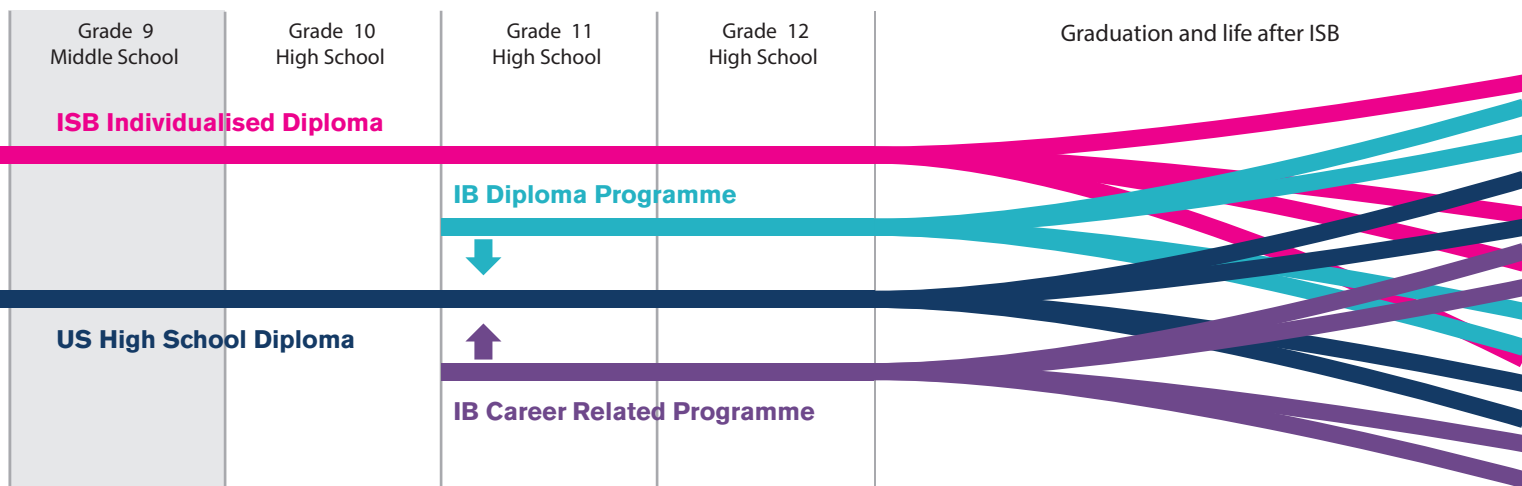 Grade 9
Middle School
Grade 10
High School
Grade 11
High School
Grade 12
High School
Graduation and life after ISB
ISB Individualised Diploma
IB Diploma Programme
US High School Diploma
IB Career Related Programme